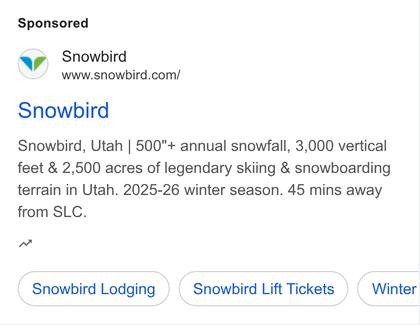 Sponsored
Snowbird
www.snowbird.com/
Snowbird
Snowbird, Utah | 500"+ annual snowfall, 3,000 vertical
feet & 2,500 acres of legendary skiing & snowboarding
terrain in Utah. 2025-26 winter season. 45 mins away
from SLC.
Snowbird Lodging
Snowbird Lift Tickets
Winter